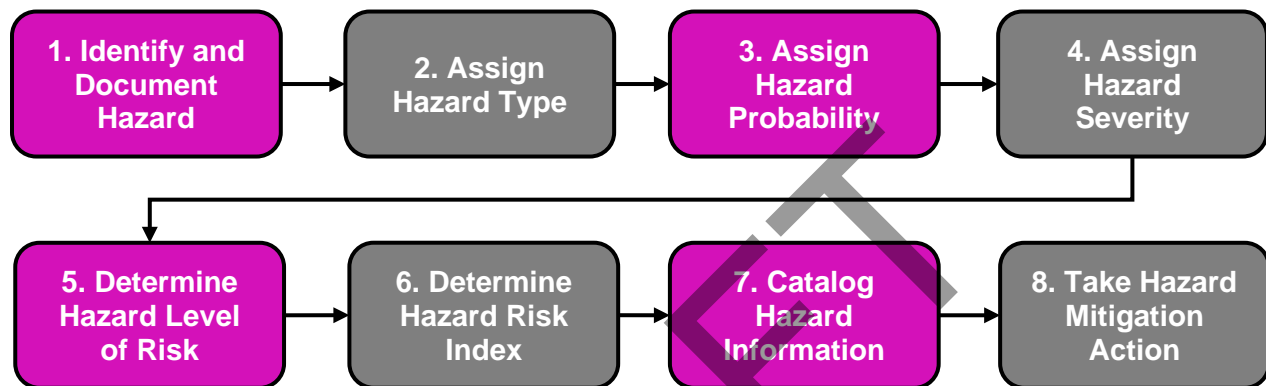 1. Identify and
Document
Hazard
2. Assign
Hazard Type
3. Assign
Hazard
Probability
4. Assign
Hazard
Severity
5. Determine
Hazard Level
of Risk
6. Determine
Hazard Risk
Index
7. Catalog
Hazard
Information
8. Take Hazard
Mitigation
Action